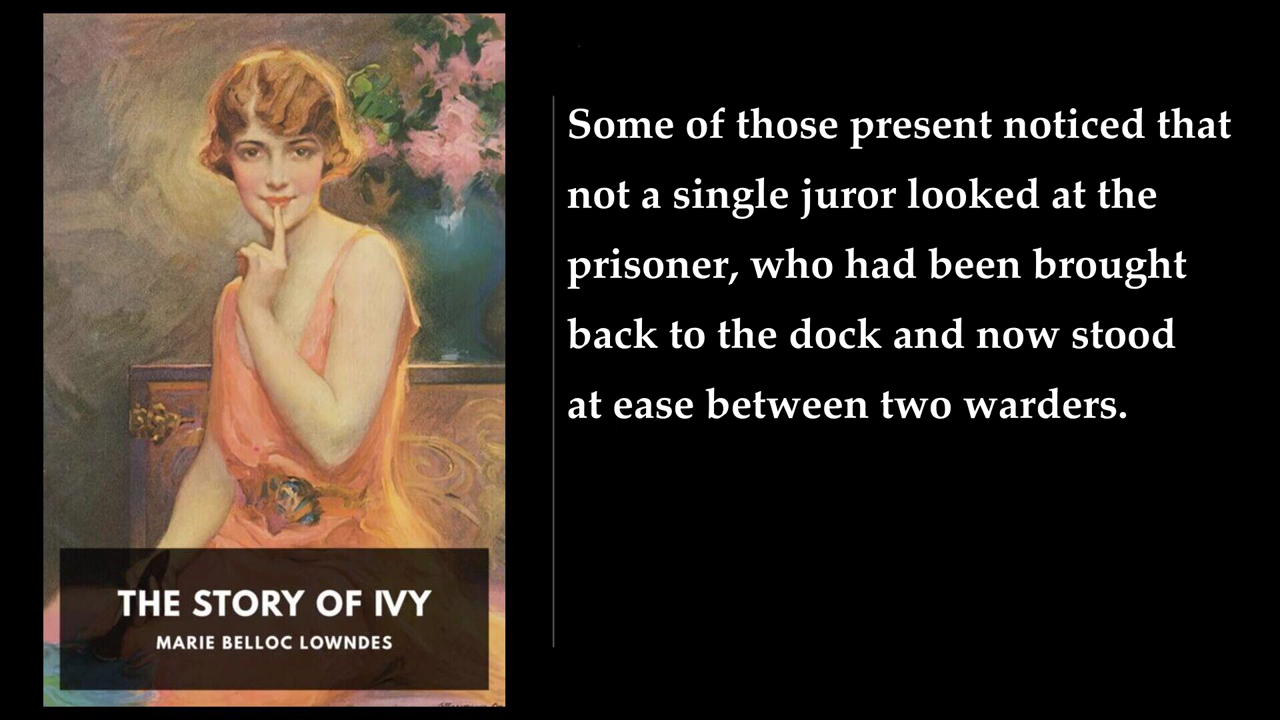 Some of those present noticed that
not a single juror looked at the
prisoner, who had been brought
back to the dock and now stood
at ease between two warders.
THE STORY OF IVY
MARIE BELLOC LOWNDES